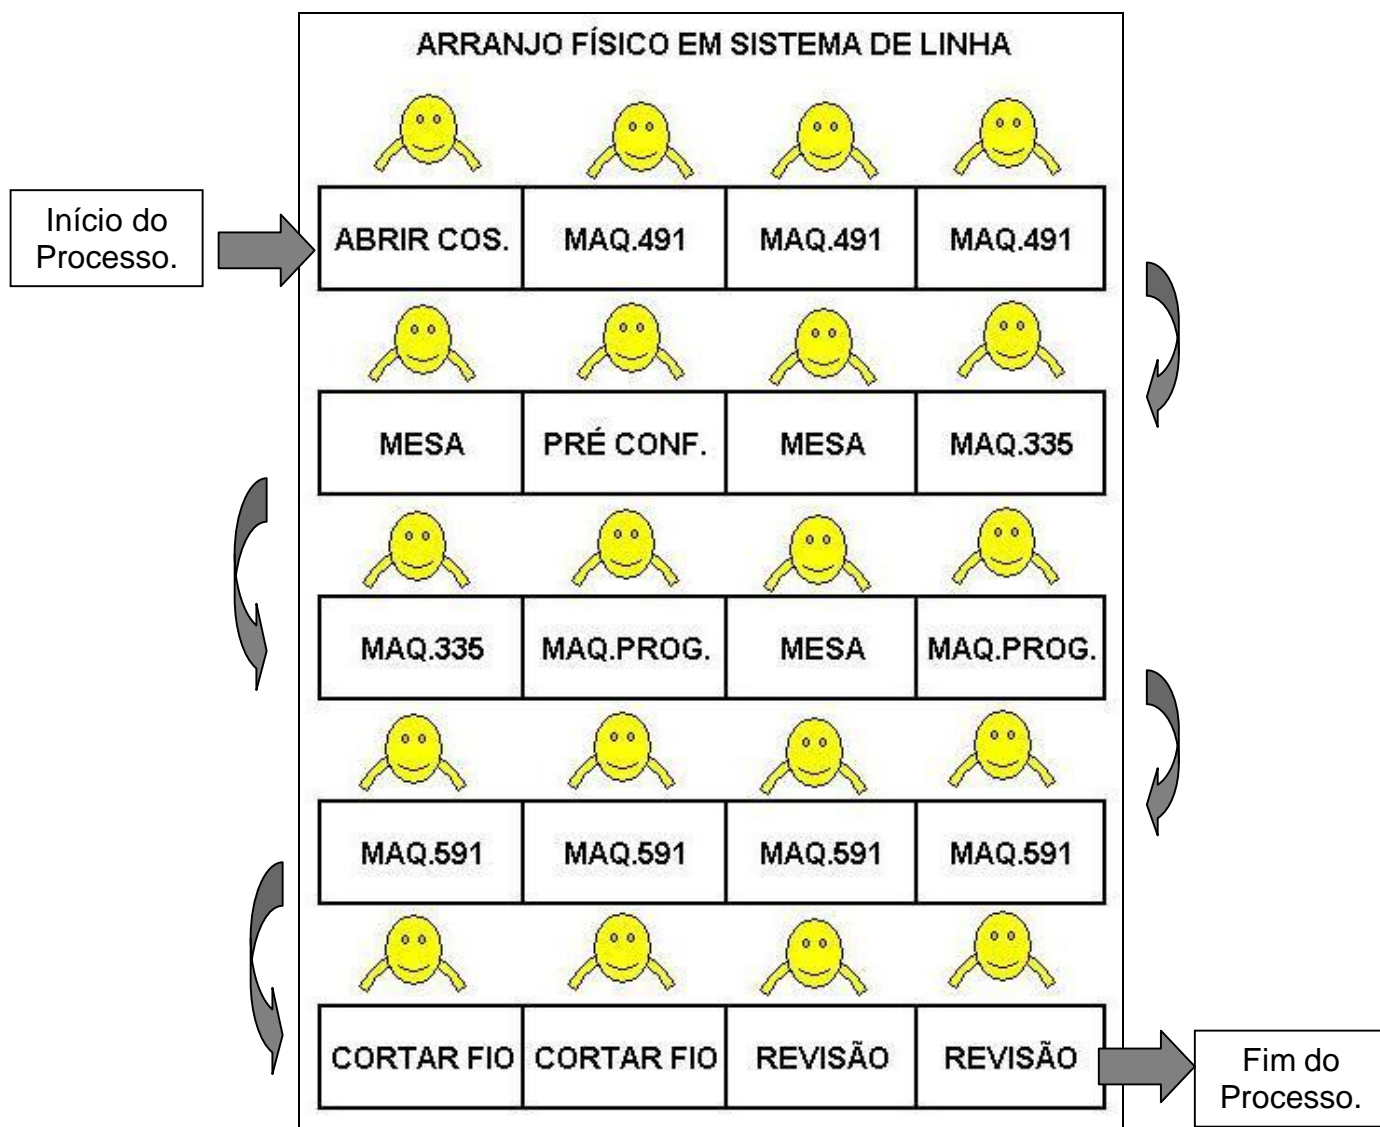 ARRANJO FÍSICO EM SISTEMA DE LINHA
Início do
Processo.
ABRIR COS. MAQ.491 MAQ.491 MAQ.491
MESA PRÉ CONF. MESA MAQ.335
MAQ.335 MAQ.PROG. MESA MAQ.PROG.
MAQ.591 MAQ.591 MAQ.591 MAQ.591
CORTAR FIO CORTAR FIO REVISÃO REVISÃO
Fim do
Processo.